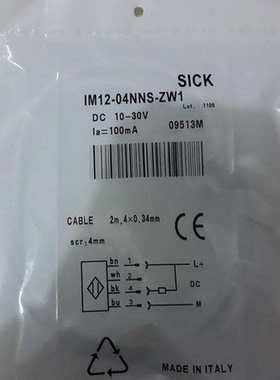 SICK
IM12-04NNS-ZW1
Lot. 1105
DC 10-30V
Ia=100mA 09513M
CABLE 2m,4×0,34mm
CE
scr:4mm
bn 1 L+
wh 2
bk 4 DC
bu 3 M
MADE IN ITALY